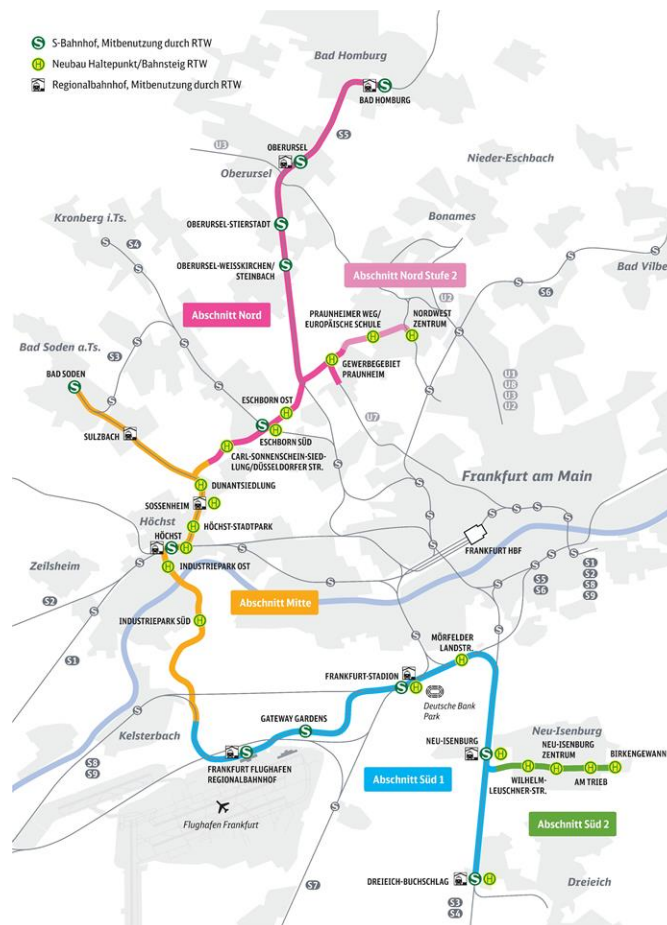 S S-Bahnhof, Mitbenutzung durch RTW
H Neubau Haltepunkt/Bahnsteig RTW
Regionalbahnhof, Mitbenutzung durch RTW
Bad Homburg
BAD HOMBURG
S5
U3
OBERURSEL
Oberursel
Nieder-Eschbach
Kronberg i.Ts.
S4
OBERURSEL-STIERSTADT
Bonames
OBERURSEL-WEISSKIRCHEN/
STEINBACH
Abschnitt Nord Stufe 2
Bad Vilbe
S6
U2
Abschnitt Nord
PRAUNHEIMER WEG/
EUROPÄISCHE SCHULE
NORDWEST
ZENTRUM
Bad Soden a.Ts.
S3
BAD SODEN
GEWERBEGEBIET
PRAUNHEIM
U1
U8
U3
U2
ESCHBORN OST
U7
SULZBACH
ESCHBORN SÜD
CARL-SONNENSCHEIN-SIED-
LUNG/DÜSSELDORFER STR.
Frankfurt am Main
DUNANTSIEDLUNG
SOSSENHEIM
Höchst
HÖCHST-STADTPARK
HÖCHST
FRANKFURT HBF
Zeilsheim
INDUSTRIEPARK OST
S1
S2
S8
S9
S5
S6
S2
Abschnitt Mitte
INDUSTRIEPARK SÜD
MÖRFELDER
LANDSTR.
S1
FRANKFURT-STADION
Deutsche Bank
Park
GATEWAY GARDENS
Kelsterbach
Neu-Isenburg
NEU-ISENBURG
NEU-ISENBURG
ZENTRUM
BIRKENGEWANN
S8
S9
FRANKFURT FLUGHAFEN
REGIONALBAHNHOF
Abschnitt Süd 1
WILHELM-
LEUSCHNER-STR.
AM TRIEB
Flughafen Frankfurt
Abschnitt Süd 2
DREIEICH-BUCHSCHLAG
Dreieich
S7
S3
S4